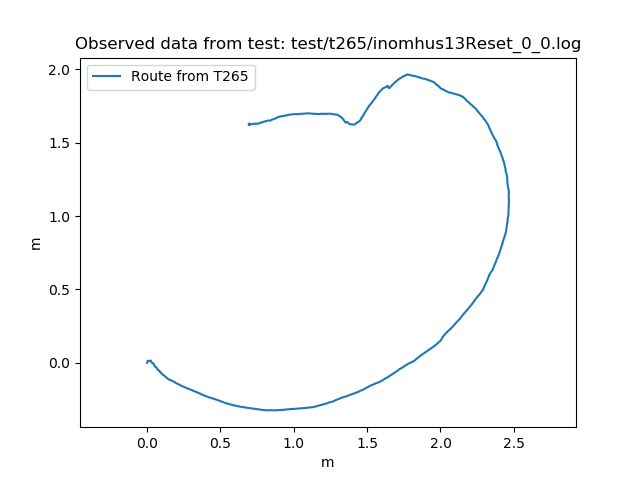 Observed data from test: test/t265/inomhus13Reset_0_0.log
Route from T265
2.0
1.5
1.0
0.5
0.0
m
0.0 0.5 1.0 1.5 2.0 2.5
m